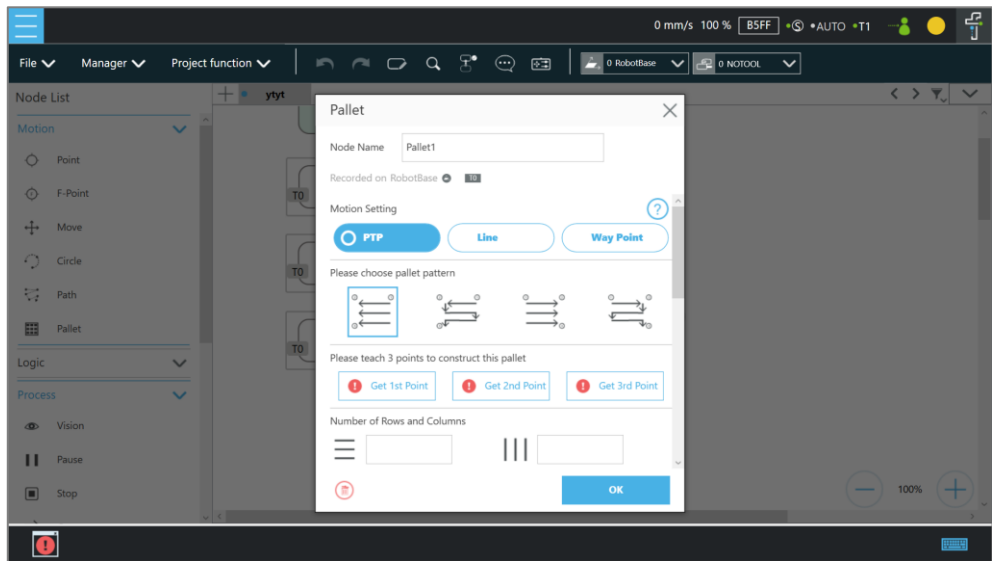 0 mm/s 100 % B5FF AUTO T1
File Manager Project function 0 RobotBase 0 NOTOOL
Node List
ytyt
Motion
Point
F-Point
Move
Circle
Path
Pallet
Logic
Process
Vision
Pause
Stop
T0
T0
T0
Pallet
Node Name Pallet1
Recorded on RobotBase T0
Motion Setting ?
PTP Line Way Point
Please choose pallet pattern
Please teach 3 points to construct this pallet
Get 1st Point Get 2nd Point Get 3rd Point
Number of Rows and Columns
OK
100%